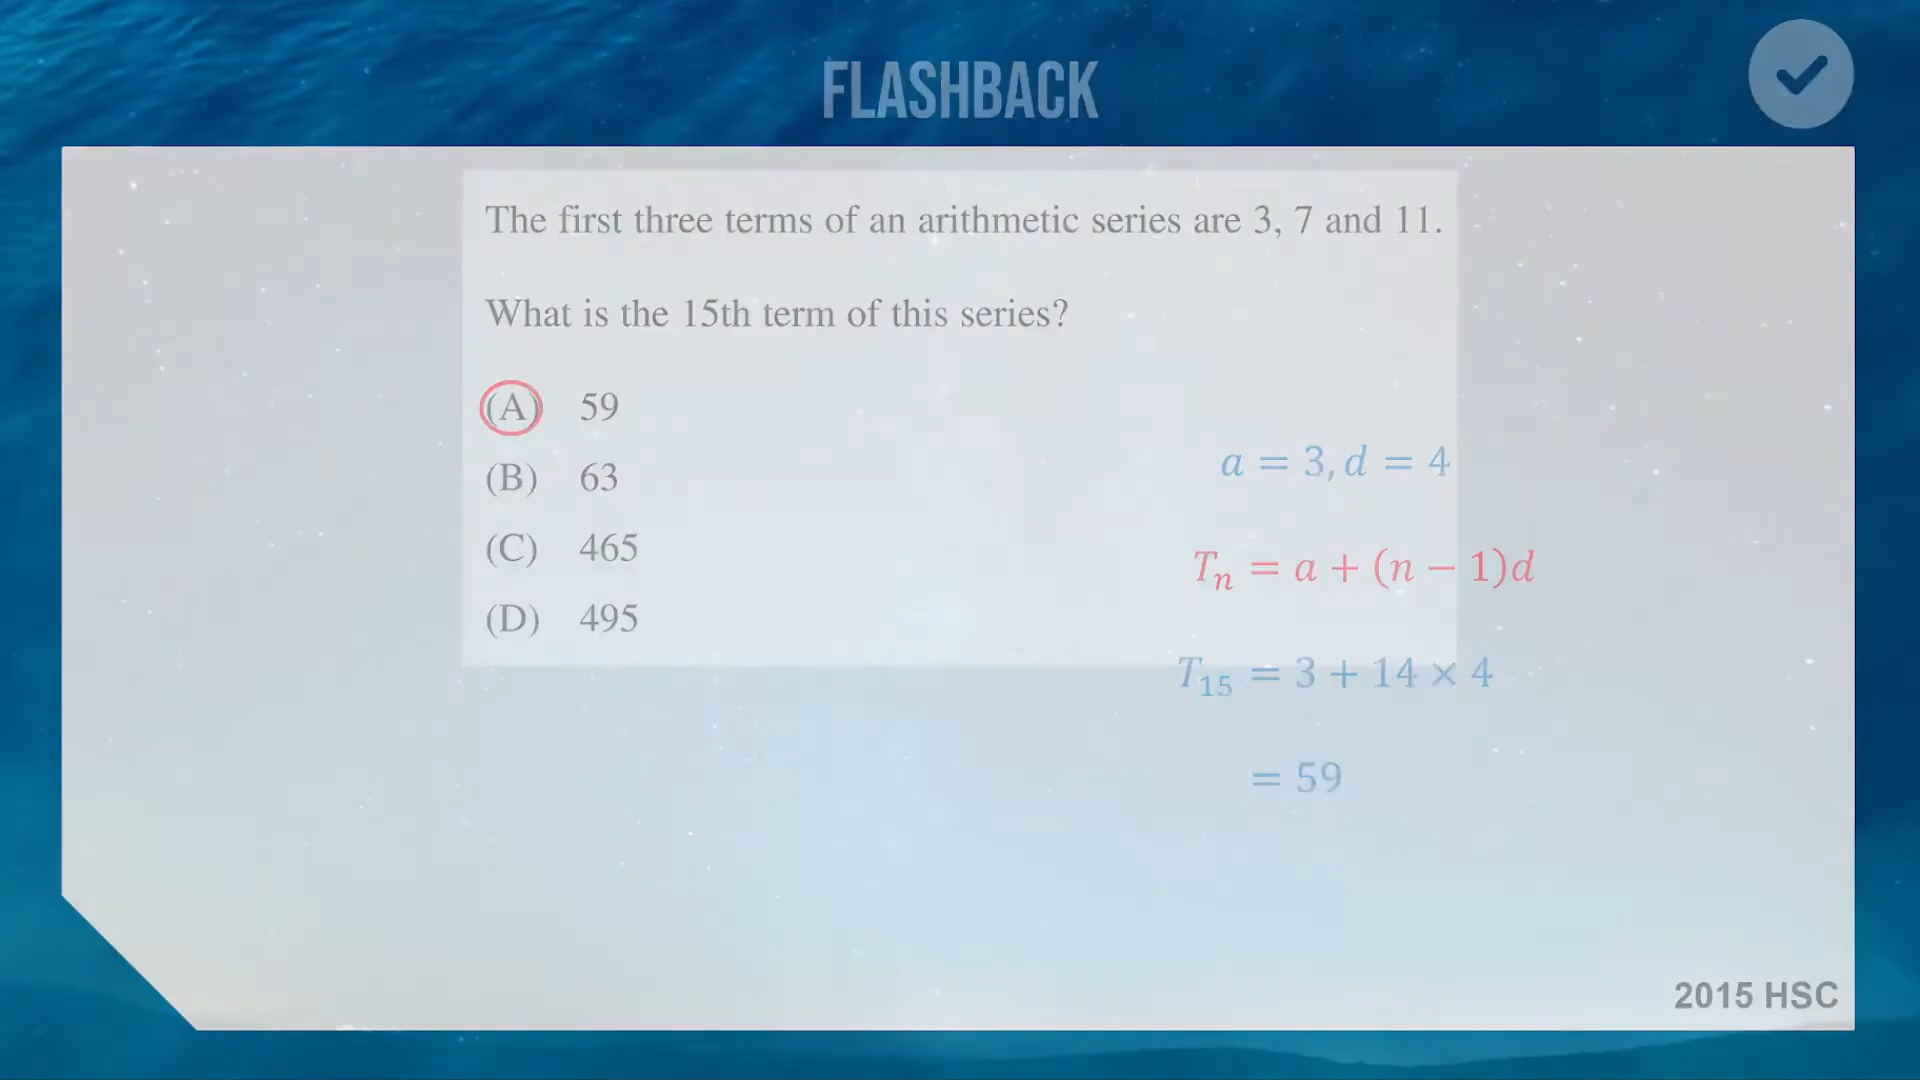 FLASHBACK
The first three terms of an arithmetic series are 3, 7 and 11.
What is the 15th term of this series?
(A) 59
(B) 63
(C) 465
(D) 495
a = 3, d = 4
Tₙ = a + (n − 1)d
T₁₅ = 3 + 14 × 4
= 59
2015 HSC